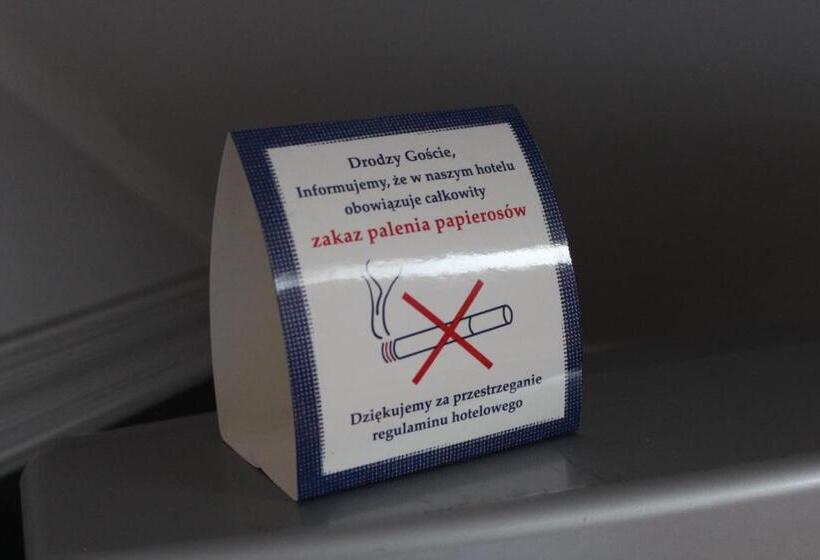 Drodzy Goście,
Informujemy, że w naszym hotelu
obowiązuje całkowity
zakaz palenia papierosów
Dziękujemy za przestrzeganie
regulaminu hotelowego